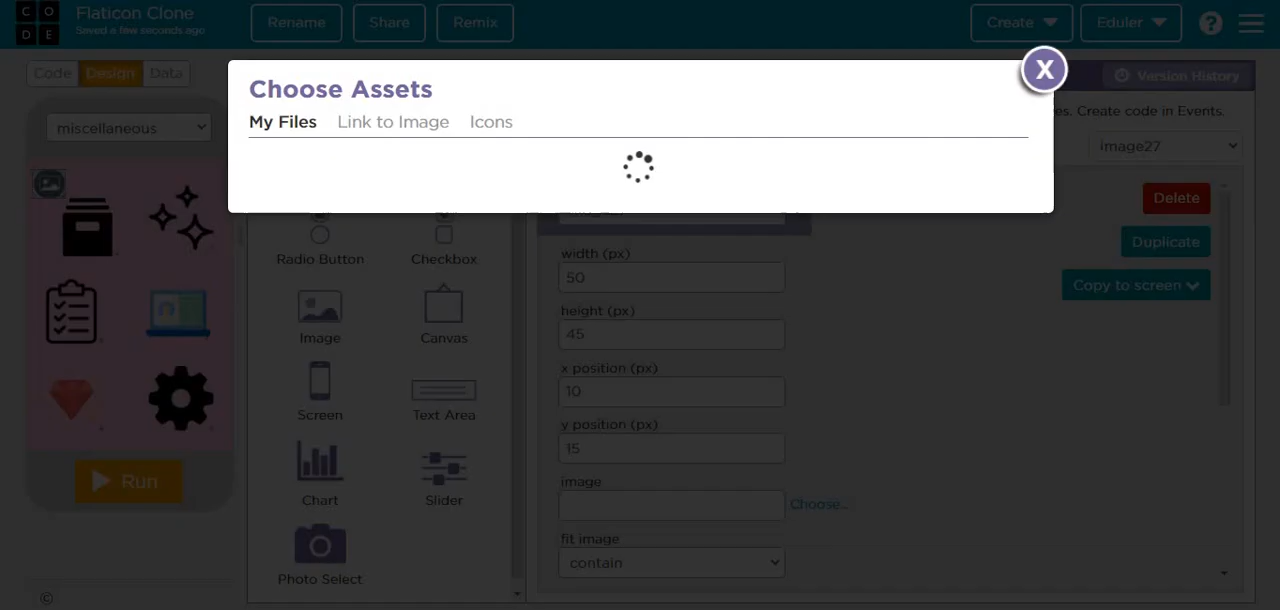 C O
D E
Flaticon Clone
Saved a few seconds ago
Rename
Share
Remix
Create
Eduler
?
Code
Design
Data
Version History
Choose Assets
X
My Files
Link to Image
Icons
es. Create code in Events.
miscellaneous
image27
Delete
Duplicate
Copy to screen
Radio Button
Checkbox
Image
Canvas
Screen
Text Area
Chart
Slider
Photo Select
width (px)
50
height (px)
45
x position (px)
10
y position (px)
15
image
Choose...
fit image
contain
Run
©